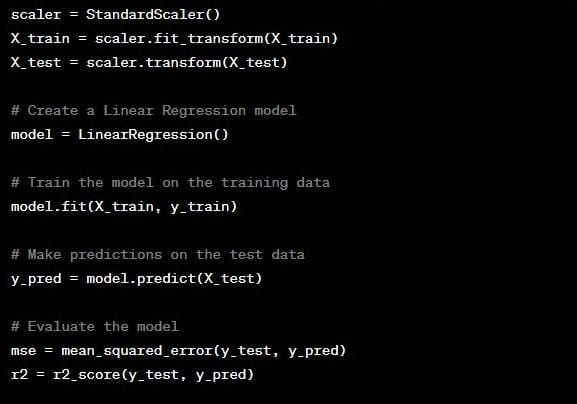 scaler = StandardScaler()
X_train = scaler.fit_transform(X_train)
X_test = scaler.transform(X_test)
# Create a Linear Regression model
model = LinearRegression()
# Train the model on the training data
model.fit(X_train, y_train)
# Make predictions on the test data
y_pred = model.predict(X_test)
# Evaluate the model
mse = mean_squared_error(y_test, y_pred)
r2 = r2_score(y_test, y_pred)